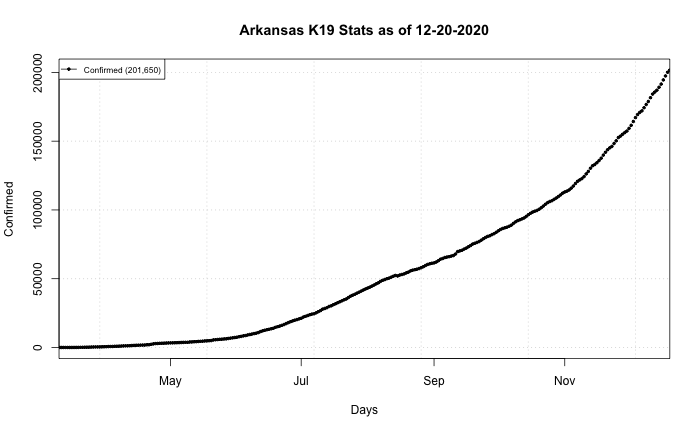 Arkansas K19 Stats as of 12-20-2020
Confirmed (201,650)
Confirmed
200000
150000
100000
50000
0
May
Jul
Sep
Nov
Days